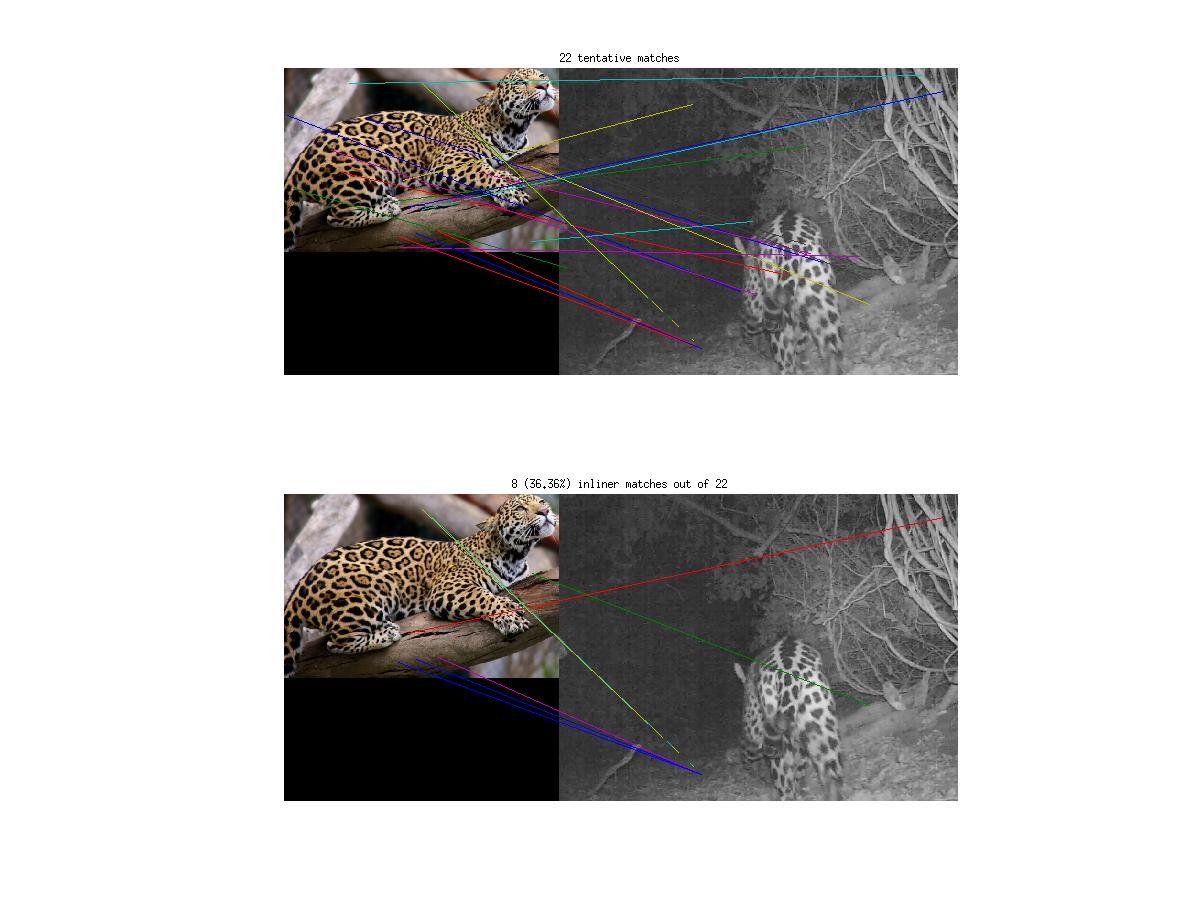 22 tentative matches
8 (36.36%) inliner matches out of 22